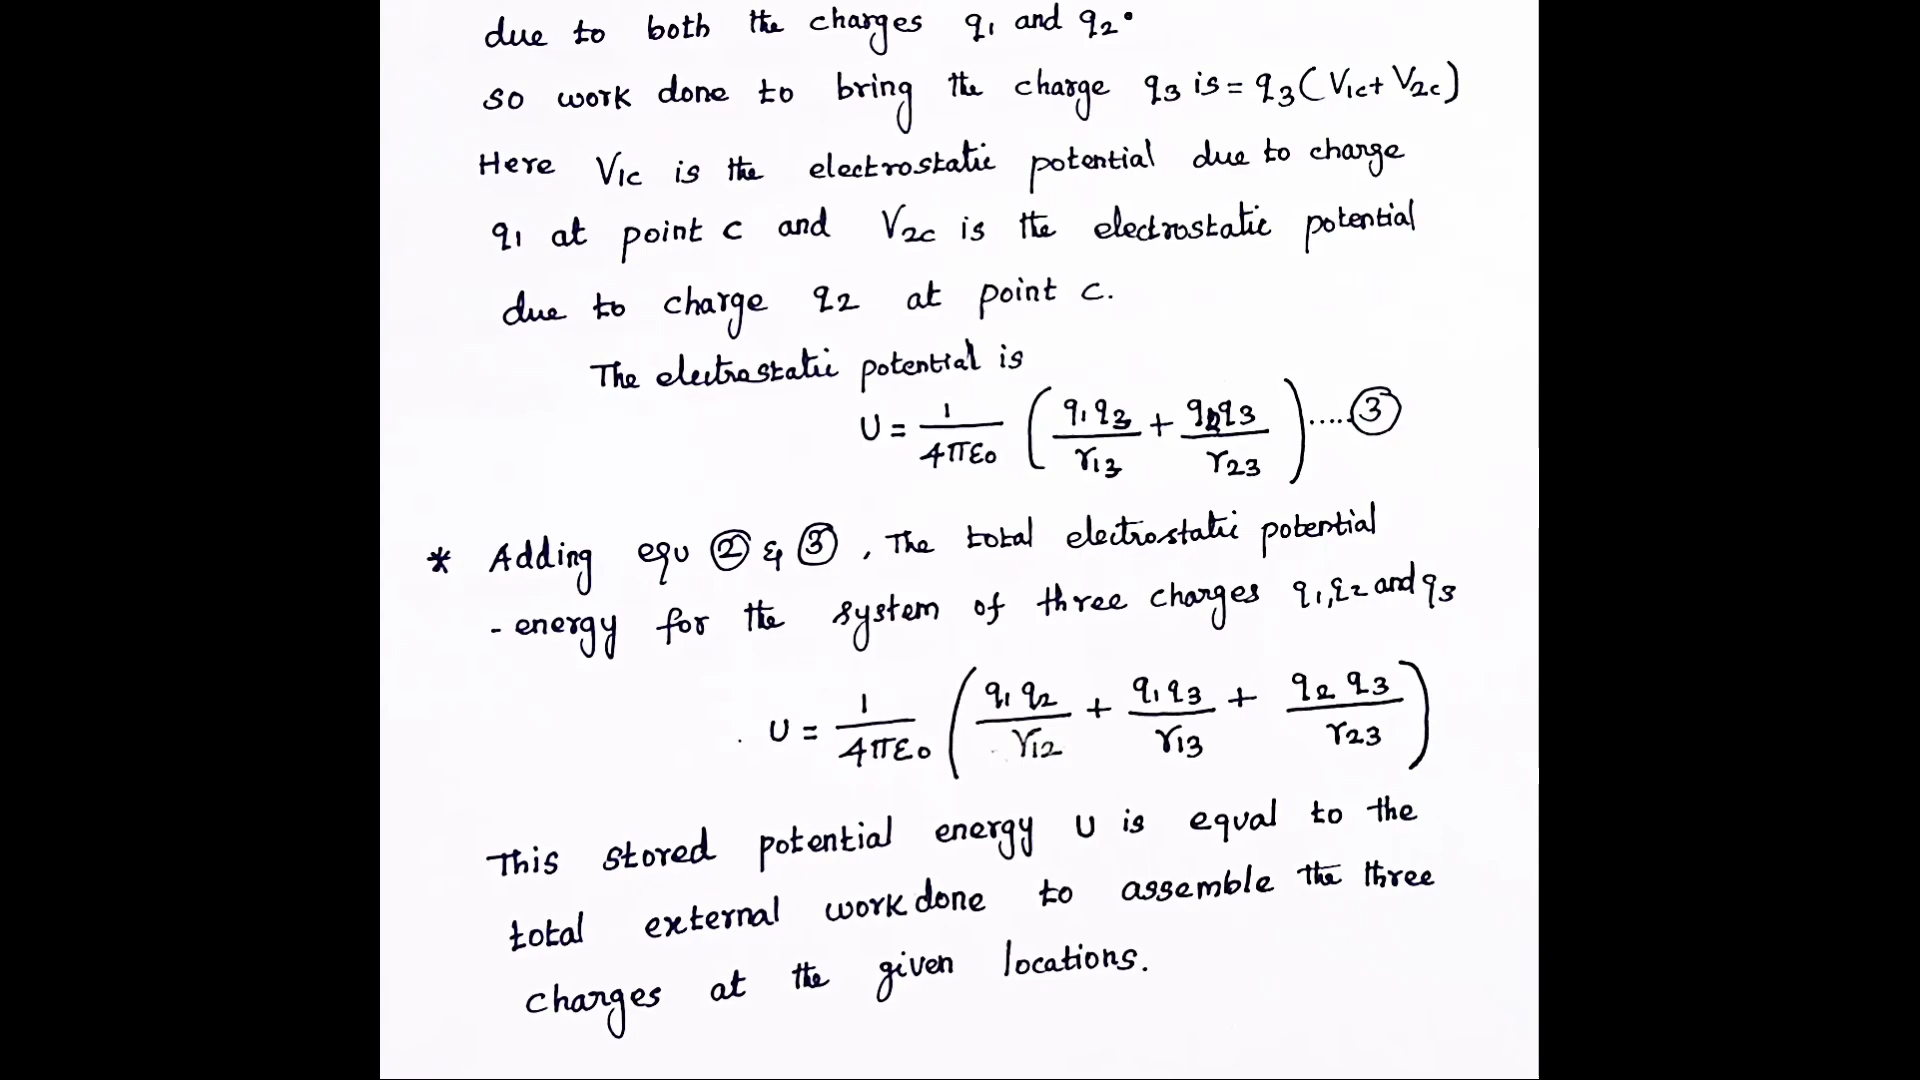 due to both the charges q1 and q2.
so work done to bring the charge q3 is = q3 (V1c + V2c)
Here V1c is the electrostatic potential due to charge
q1 at point c and V2c is the electrostatic potential
due to charge q2 at point c.
The electrostatic potential is
U = 1/4πε0 (q1q3/r13 + q2q3/r23) .....③
* Adding equ ② & ③, The total electrostatic potential
- energy for the system of three charges q1,q2 and q3
U = 1/4πε0 (q1q2/r12 + q1q3/r13 + q2q3/r23)
This stored potential energy U is equal to the
total external workdone to assemble the three
charges at the given locations.